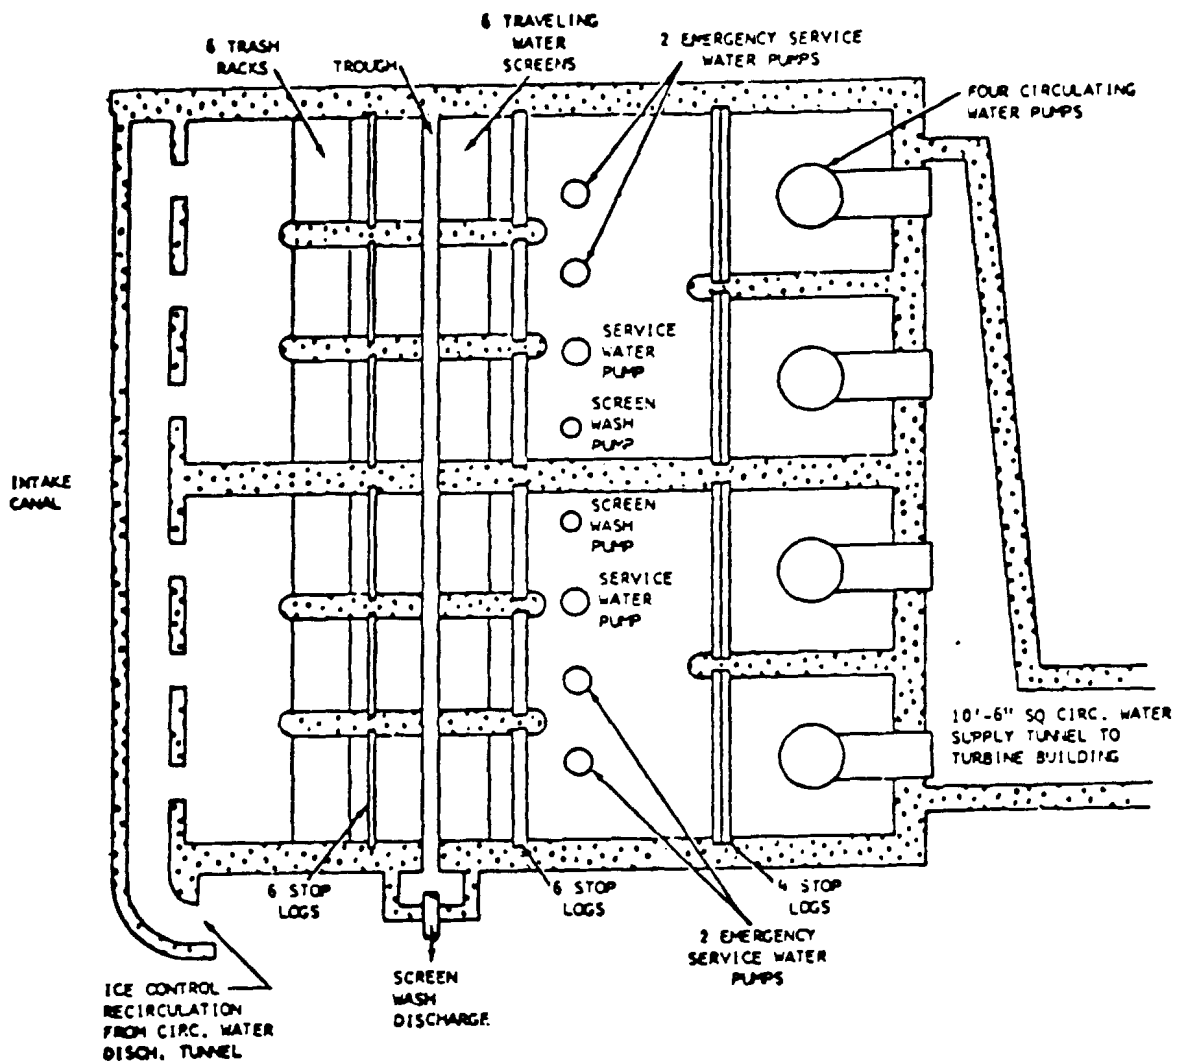 6 TRASH
RACKS
TROUGH
6 TRAVELING
WATER
SCREENS
2 EMERGENCY SERVICE
WATER PUMPS
FOUR CIRCULATING
WATER PUMPS
SERVICE
WATER
PUMP
SCREEN
WASH
PUMP
INTAKE
CANAL
SCREEN
WASH
PUMP
SERVICE
WATER
PUMP
10'-6" SQ CIRC. WATER
SUPPLY TUNNEL TO
TURBINE BUILDING
6 STOP
LOGS
6 STOP
LOGS
4 STOP
LOGS
2 EMERGENCY
SERVICE WATER
PUMPS
SCREEN
WASH
DISCHARGE
ICE CONTROL
RECIRCULATION
FROM CIRC. WATER
DISCH. TUNNEL